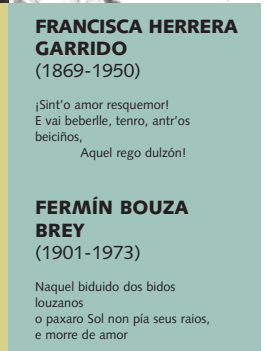 FRANCISCA HERRERA
GARRIDO
(1869-1950)
¡Sint'o amor resquemor!
E vai beberlle, tenro, antr'os
beiciños,
Aquel rego dulzón!
FERMÍN BOUZA
BREY
(1901-1973)
Naquel biduido dos bidos
louzanos
o paxaro Sol non pía seus raios,
e morre de amor